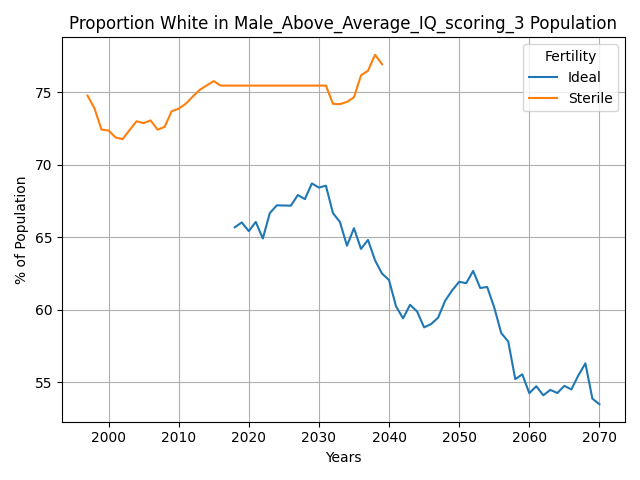 Proportion White in Male_Above_Average_IQ_scoring_3 Population
Fertility
Ideal
Sterile
% of Population
75
70
65
60
55
2000 2010 2020 2030 2040 2050 2060 2070
Years